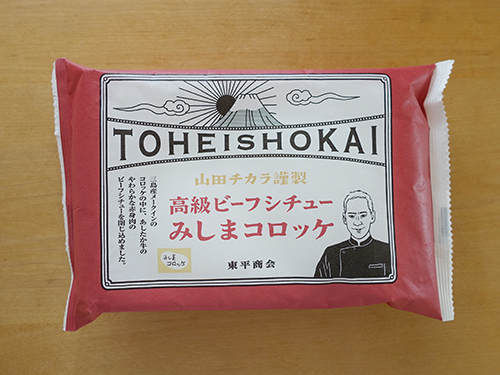 TOHEISHOKAI
山田チカラ謹製
高級ビーフシチュー
みしまコロッケ
三島産メークインの
コロッケの中に、あしたか牛の
やわらかな赤身肉の
ビーフシチューを閉じ込めました。
みしま
コロッケ
東平商会